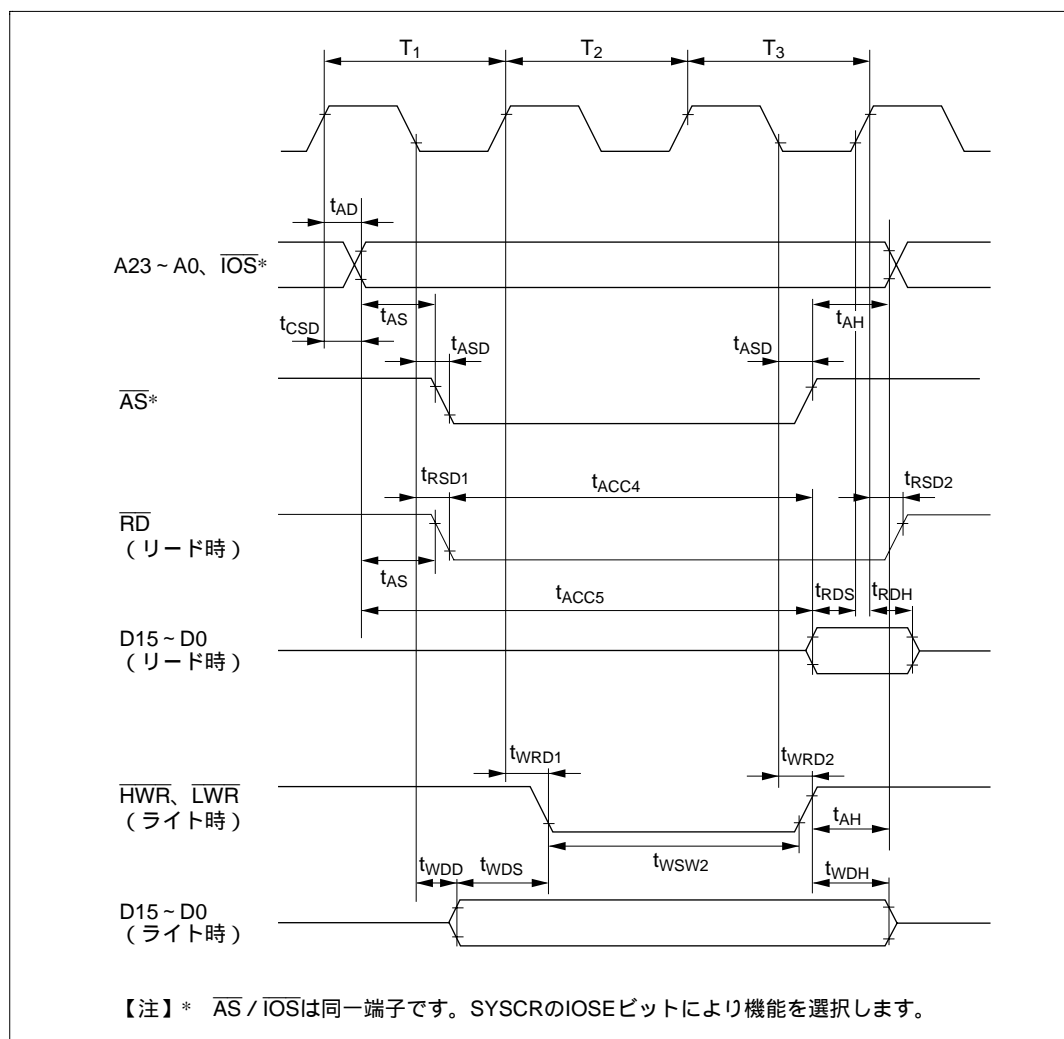 T1 T2 T3
tAD
A23 ~ A0、IOS*
tAS tAH
tCSD
tASD tASD
AS*
tRSD1 tACC4 tRSD2
RD
（リード時）
tAS
tACC5 tRDS tRDH
D15 ~ D0
（リード時）
tWRD1 tWRD2
HWR、LWR
（ライト時）
tAH
tWDD tWDS tWSW2 tWDH
D15 ~ D0
（ライト時）
【注】* AS / IOSは同一端子です。SYSCRのIOSEビットにより機能を選択します。